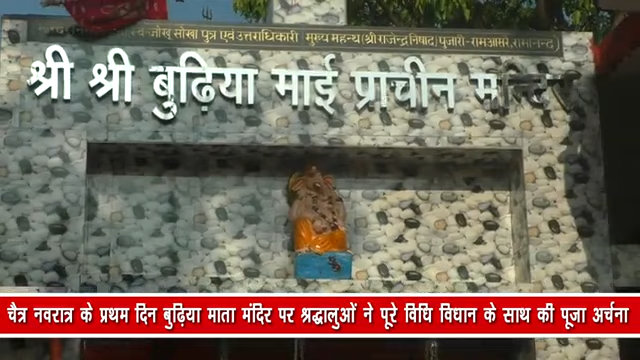 जोखू सोखा पुत्र एवं उत्तराधिकारी मुख्य महन्थ (श्री राजेन्द्र निषाद) पुजारी-रामआसरे, रामानन्द)
श्री श्री बुढ़िया माई प्राचीन मन्दिर
चैत्र नवरात्र के प्रथम दिन बुढ़िया माता मंदिर पर श्रद्धालुओं ने पूरे विधि विधान के साथ की पूजा अर्चना